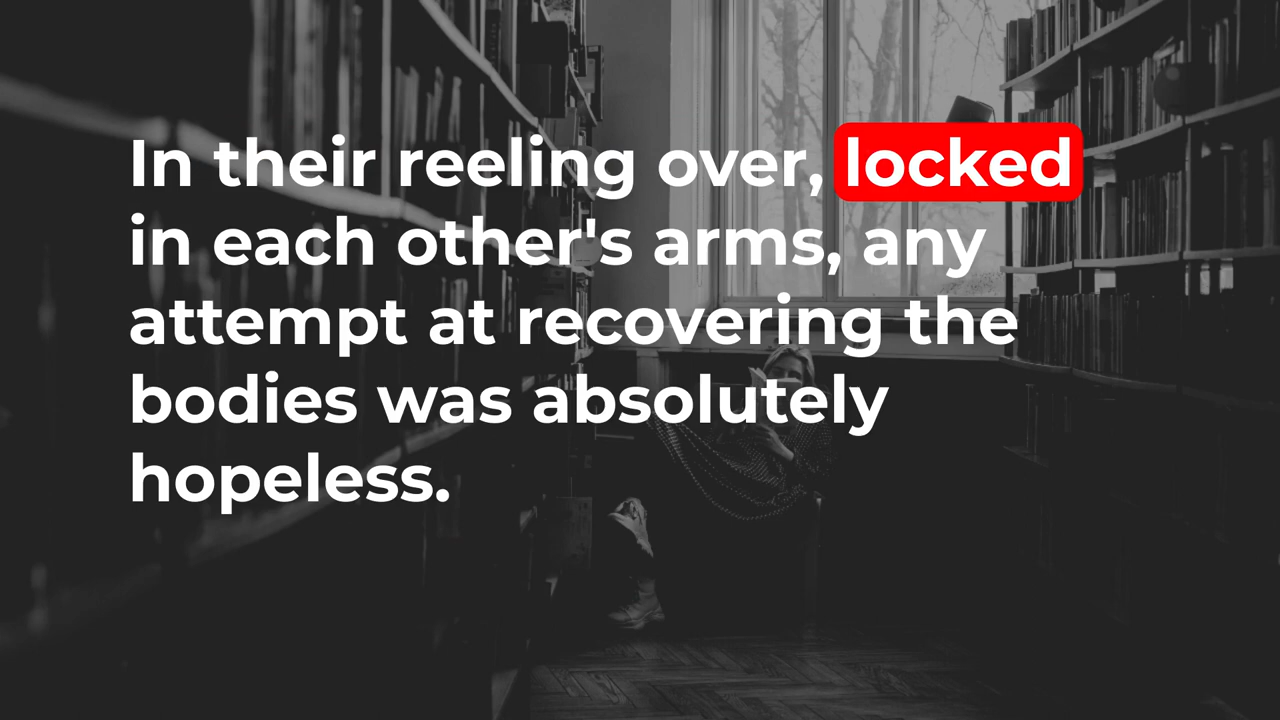 In their reeling over, locked
in each other's arms, any
attempt at recovering the
bodies was absolutely
hopeless.